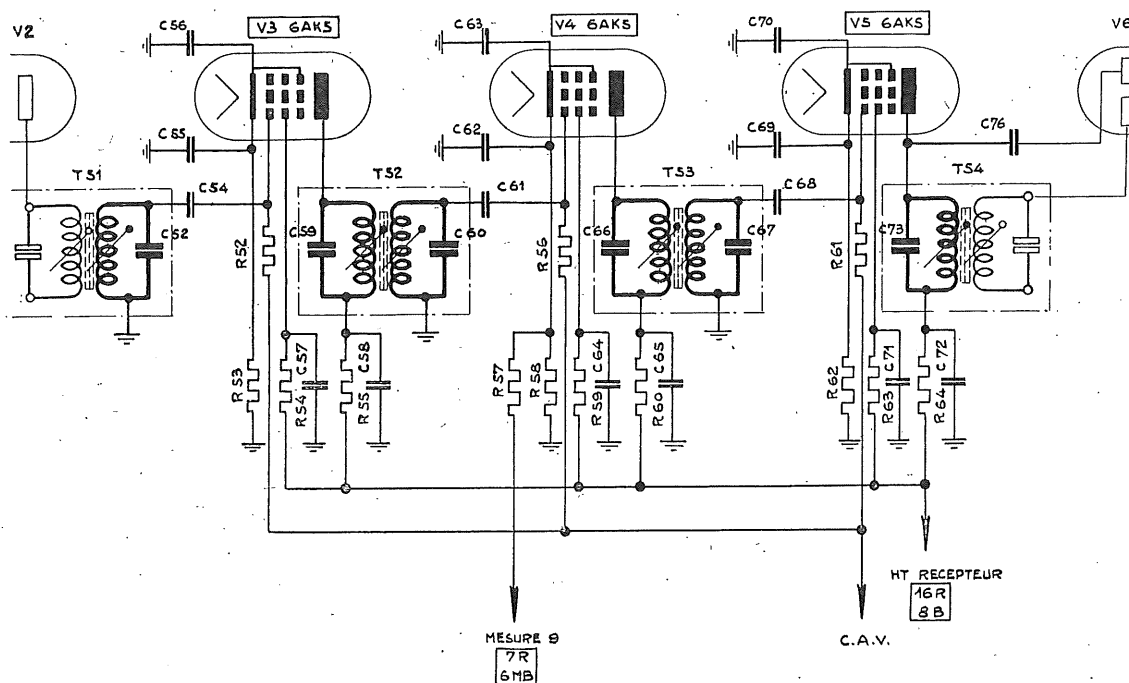 V2
C56
V3 6AK5
C63
V4 6AK5
C70
V5 6AK5
V6
C55
C62
C69
C76
TS1
C54
TS2
C61
TS3
C68
TS4
C52
R52
C59
C60
R56
C66
C67
R61
C73
R53
R54
C57
R55
C58
R57
R58
R59
C64
R60
C65
R62
R63
C71
R64
C72
HT RECEPTEUR
16R
8B
MESURE 9
7R
6MB
C.A.V.